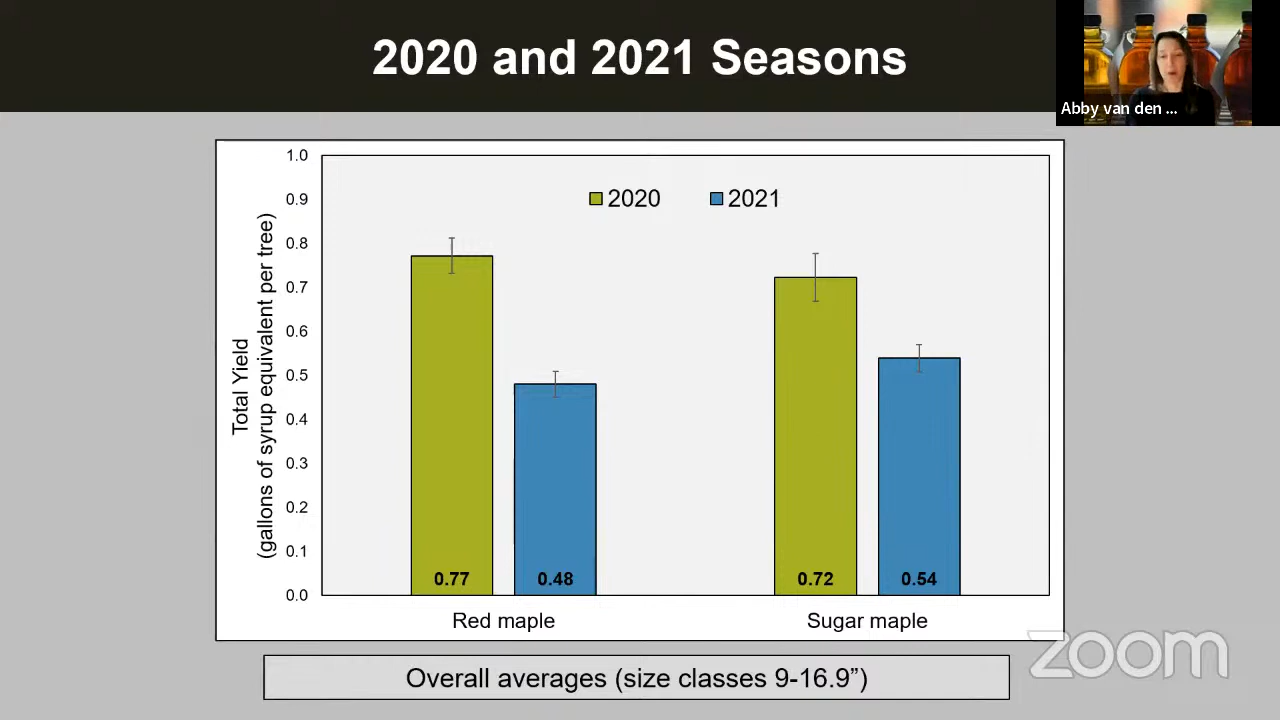 2020 and 2021 Seasons
Abby van den ...
Total Yield
(gallons of syrup equivalent per tree)
1.0
0.9
0.8
0.7
0.6
0.5
0.4
0.3
0.2
0.1
0.0
2020 2021
0.77 0.48 0.72 0.54
Red maple Sugar maple
Overall averages (size classes 9-16.9”)
zoom